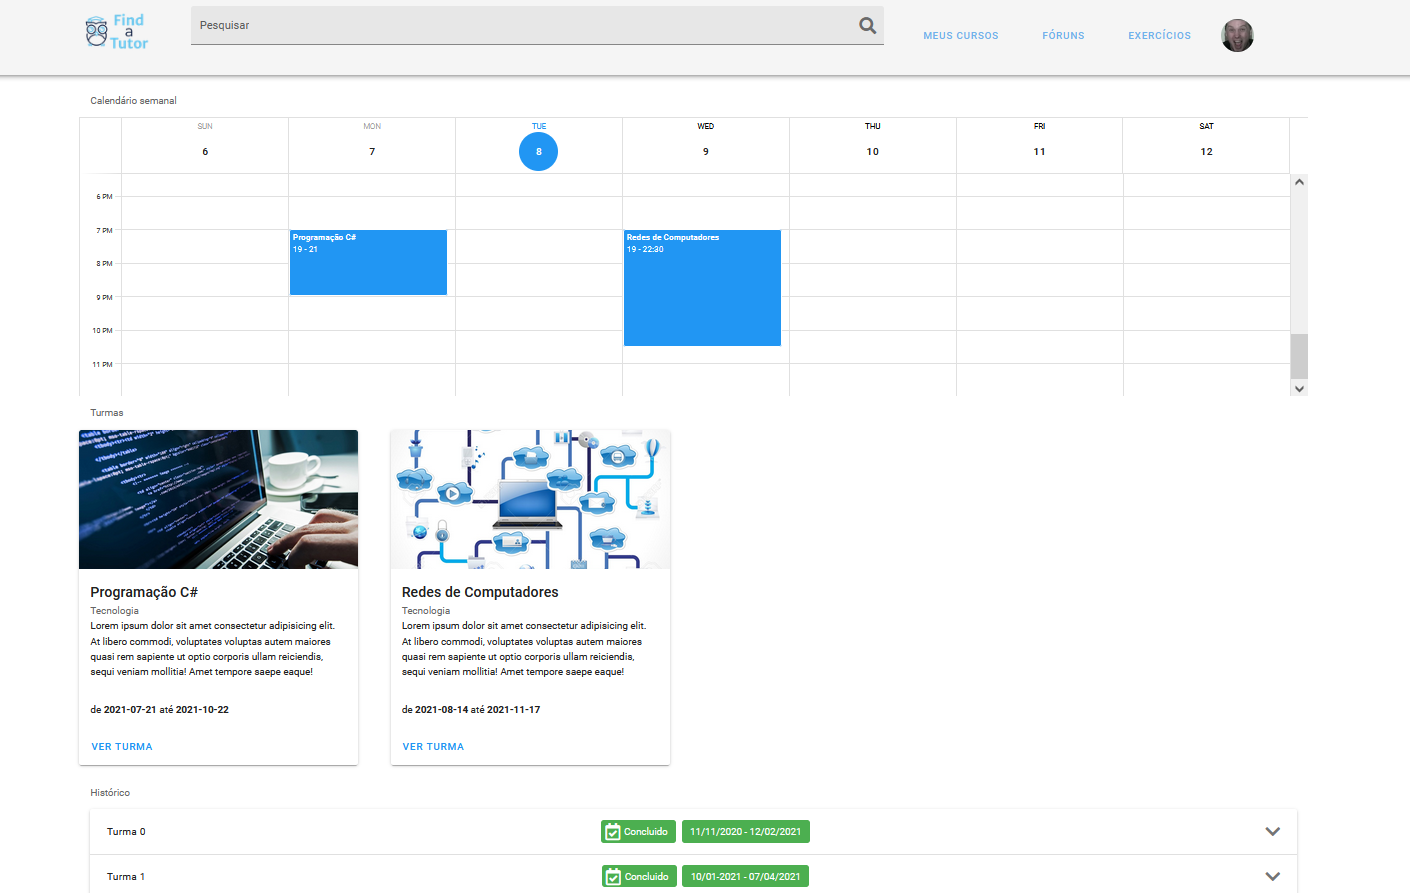 Find
a
Tutor
Pesquisar
MEUS CURSOS
FÓRUNS
EXERCÍCIOS
Calendário semanal
SUN MON TUE WED THU FRI SAT
6 7 8 9 10 11 12
6 PM
7 PM
Programação C#
19 - 21
Redes de Computadores
19 - 22:30
8 PM
9 PM
10 PM
11 PM
Turmas
Programação C#
Tecnologia
Lorem ipsum dolor sit amet consectetur adipisicing elit.
At libero commodi, voluptates voluptas autem maiores
quasi rem sapiente ut optio corporis ullam reiciendis,
sequi veniam mollitia! Amet tempore saepe eaque!
de 2021-07-21 até 2021-10-22
VER TURMA
Redes de Computadores
Tecnologia
Lorem ipsum dolor sit amet consectetur adipisicing elit.
At libero commodi, voluptates voluptas autem maiores
quasi rem sapiente ut optio corporis ullam reiciendis,
sequi veniam mollitia! Amet tempore saepe eaque!
de 2021-08-14 até 2021-11-17
VER TURMA
Histórico
Turma 0 Concluido 11/11/2020 - 12/02/2021
Turma 1 Concluido 10/01-2021 - 07/04/2021